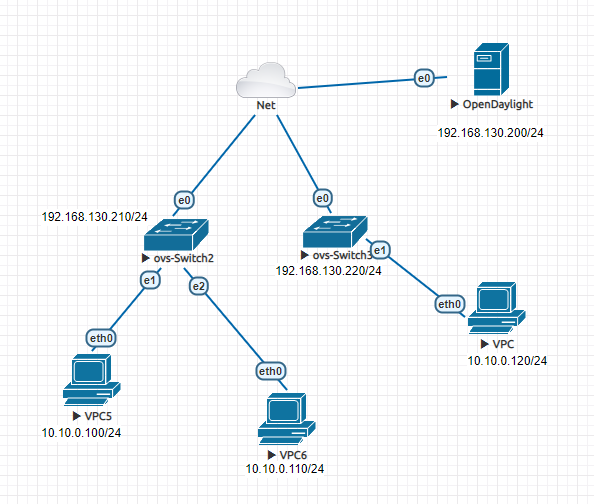 e0
OpenDaylight
Net
192.168.130.200/24
e0
e0
192.168.130.210/24
ovs-Switch2
ovs-Switch3
e1
192.168.130.220/24
e1
e2
eth0
VPC
10.10.0.120/24
eth0
eth0
VPC5
10.10.0.100/24
VPC6
10.10.0.110/24